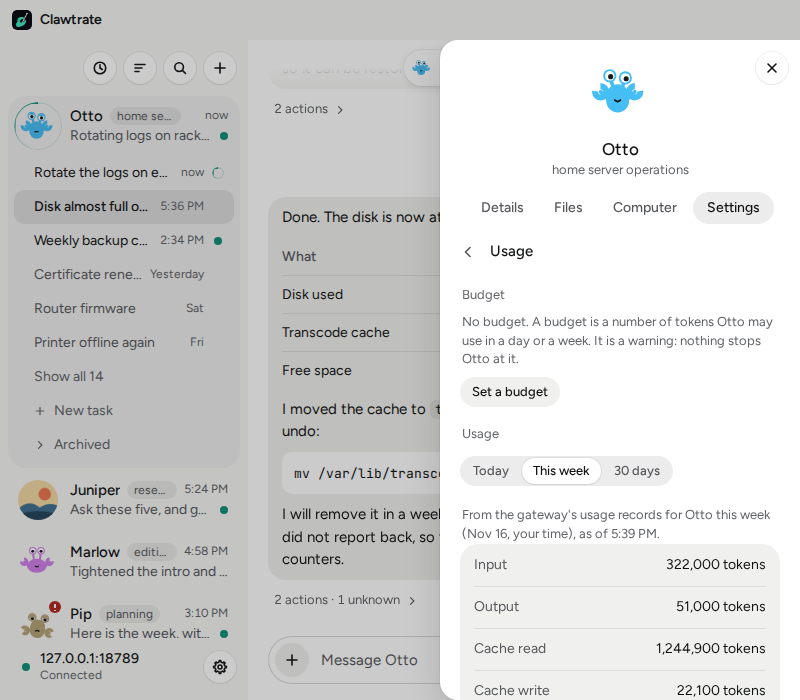 Clawtrate
Otto
home se...
now
Rotating logs on rack...
Rotate the logs on e...
now
Disk almost full o...
5:36 PM
Weekly backup c...
2:34 PM
Certificate rene...
Yesterday
Router firmware
Sat
Printer offline again
Fri
Show all 14
New task
Archived
Juniper
rese...
5:24 PM
Ask these five, and g...
Marlow
editi...
4:58 PM
Tightened the intro and ...
Pip
planning
3:10 PM
Here is the week. wit...
127.0.0.1:18789
Connected
2 actions
Done. The disk is now at
What
Disk used
Transcode cache
Free space
I moved the cache to
undo:
mv /var/lib/transc
I will remove it in a week
did not report back, so
counters.
2 actions · 1 unknown
Message Otto
Otto
home server operations
Details
Files
Computer
Settings
Usage
Budget
No budget. A budget is a number of tokens Otto may
use in a day or a week. It is a warning: nothing stops
Otto at it.
Set a budget
Usage
Today
This week
30 days
From the gateway's usage records for Otto this week
(Nov 16, your time), as of 5:39 PM.
Input
322,000 tokens
Output
51,000 tokens
Cache read
1,244,900 tokens
Cache write
22,100 tokens